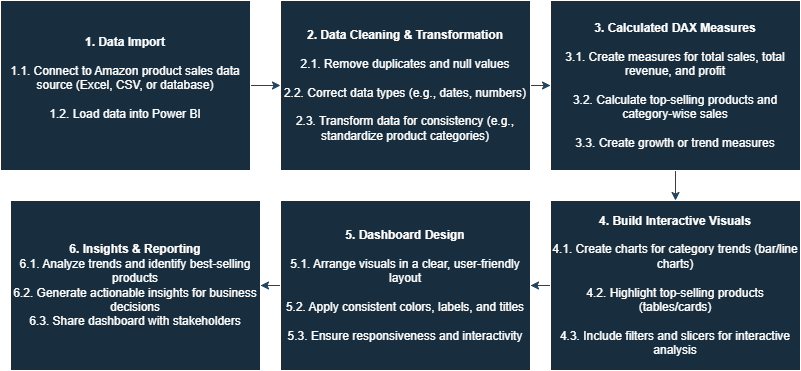 1. Data Import
1.1. Connect to Amazon product sales data
source (Excel, CSV, or database)
1.2. Load data into Power BI
2. Data Cleaning & Transformation
2.1. Remove duplicates and null values
2.2. Correct data types (e.g., dates, numbers)
2.3. Transform data for consistency (e.g.,
standardize product categories)
3. Calculated DAX Measures
3.1. Create measures for total sales, total
revenue, and profit
3.2. Calculate top-selling products and
category-wise sales
3.3. Create growth or trend measures
4. Build Interactive Visuals
4.1. Create charts for category trends (bar/line
charts)
4.2. Highlight top-selling products
(tables/cards)
4.3. Include filters and slicers for interactive
analysis
5. Dashboard Design
5.1. Arrange visuals in a clear, user-friendly
layout
5.2. Apply consistent colors, labels, and titles
5.3. Ensure responsiveness and interactivity
6. Insights & Reporting
6.1. Analyze trends and identify best-selling
products
6.2. Generate actionable insights for business
decisions
6.3. Share dashboard with stakeholders